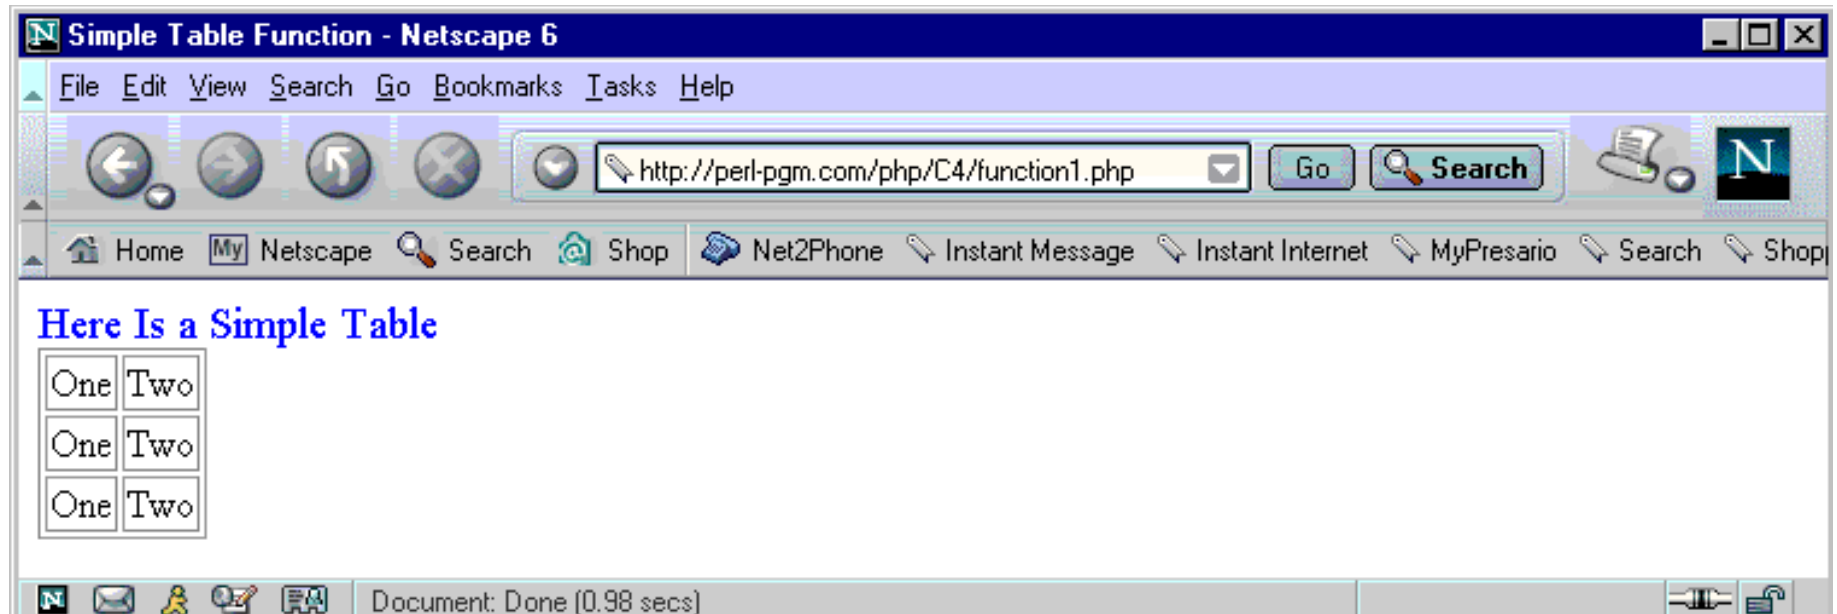 N Simple Table Function - Netscape 6
File Edit View Search Go Bookmarks Tasks Help
http://perl-pgm.com/php/C4/function1.php Go Search N
Home My Netscape Search Shop Net2Phone Instant Message Instant Internet MyPresario Search Shopp
Here Is a Simple Table
One Two
One Two
One Two
N Document: Done (0.98 secs)